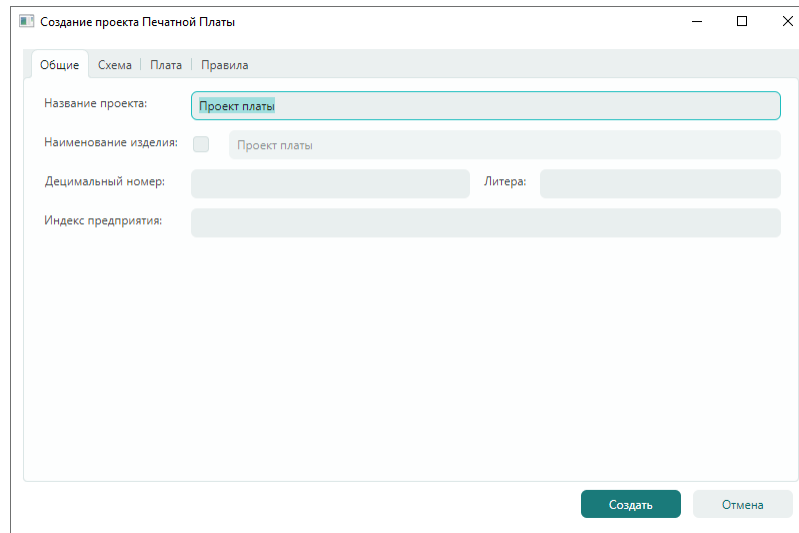 Создание проекта Печатной Платы
Общие Схема Плата Правила
Название проекта: Проект платы
Наименование изделия: Проект платы
Децимальный номер: Литера:
Индекс предприятия:
Создать Отмена